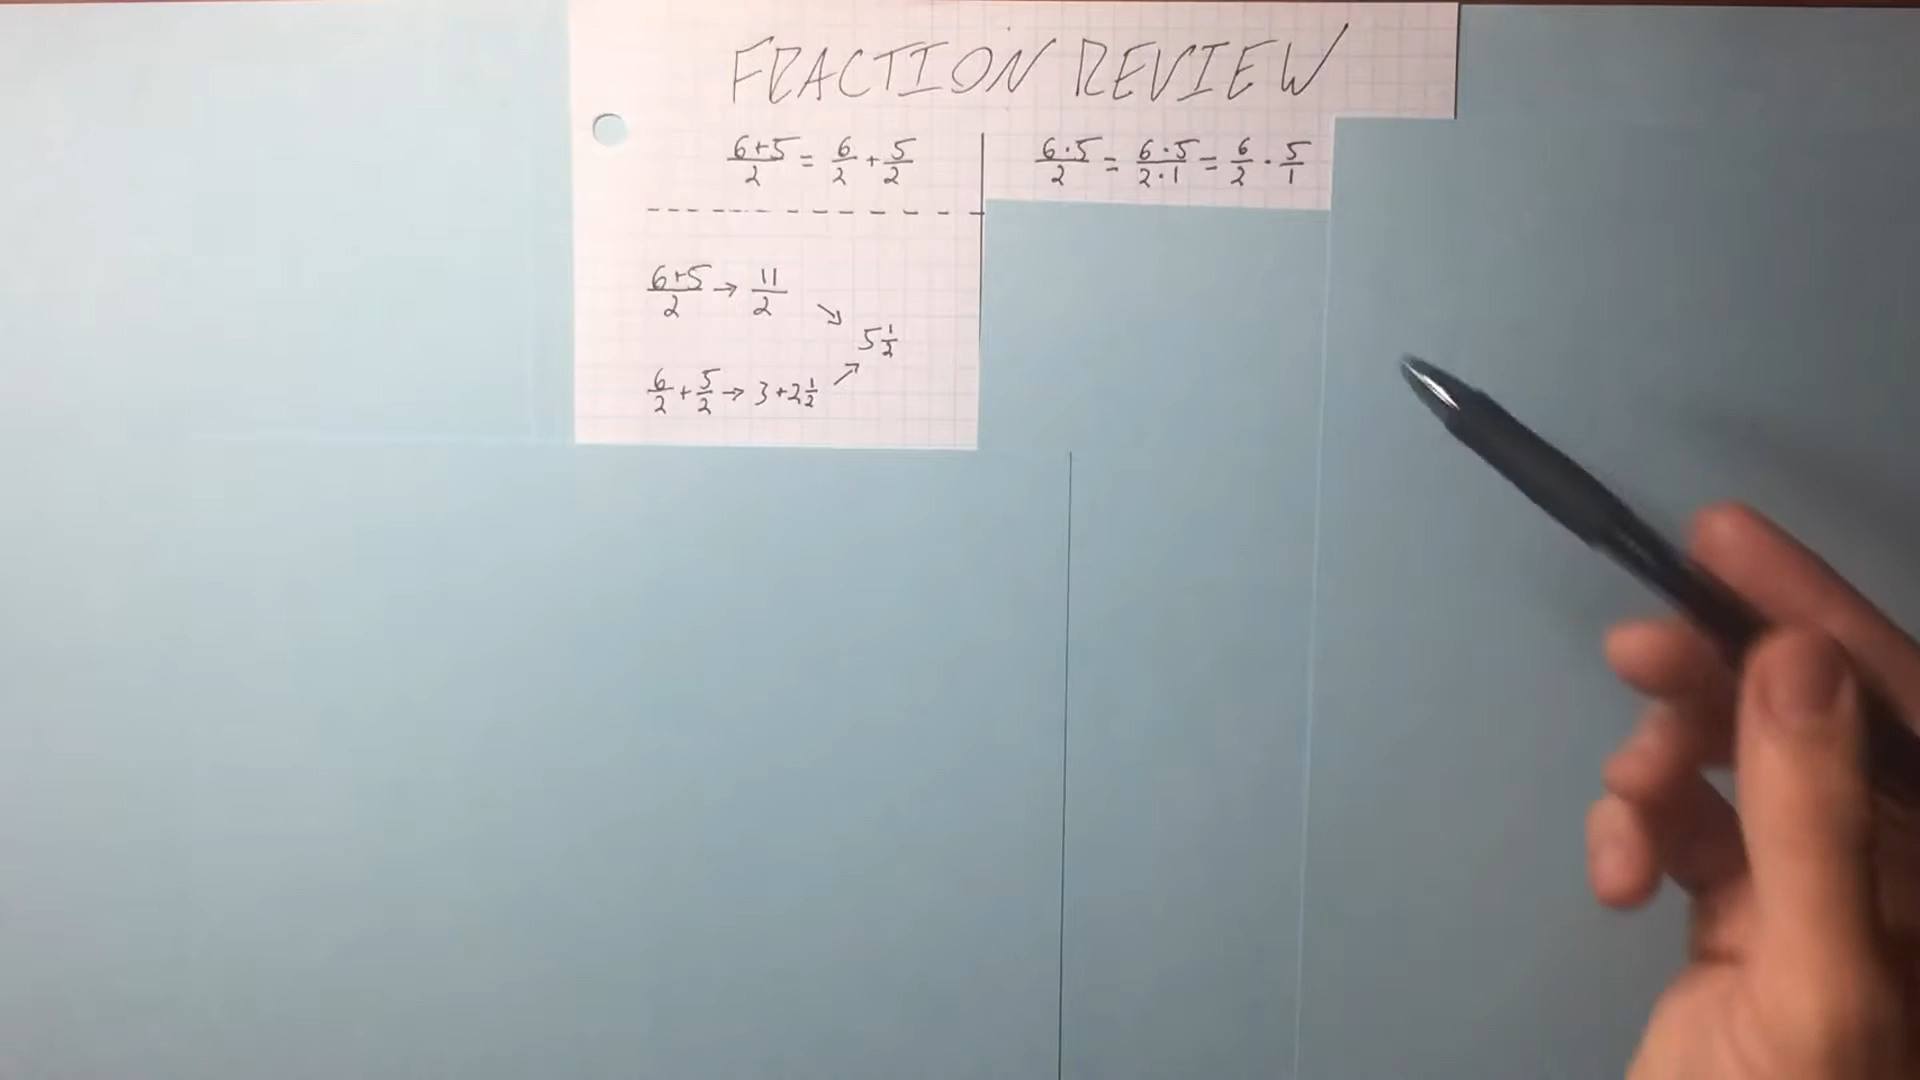 FRACTION REVIEW
6+5/2 = 6/2 + 5/2
6·5/2 = 6·5/2·1 = 6/2 · 5/1
6+5/2 → 11/2 ↘
5 1/2
6/2 + 5/2 → 3+2 1/2 ↗